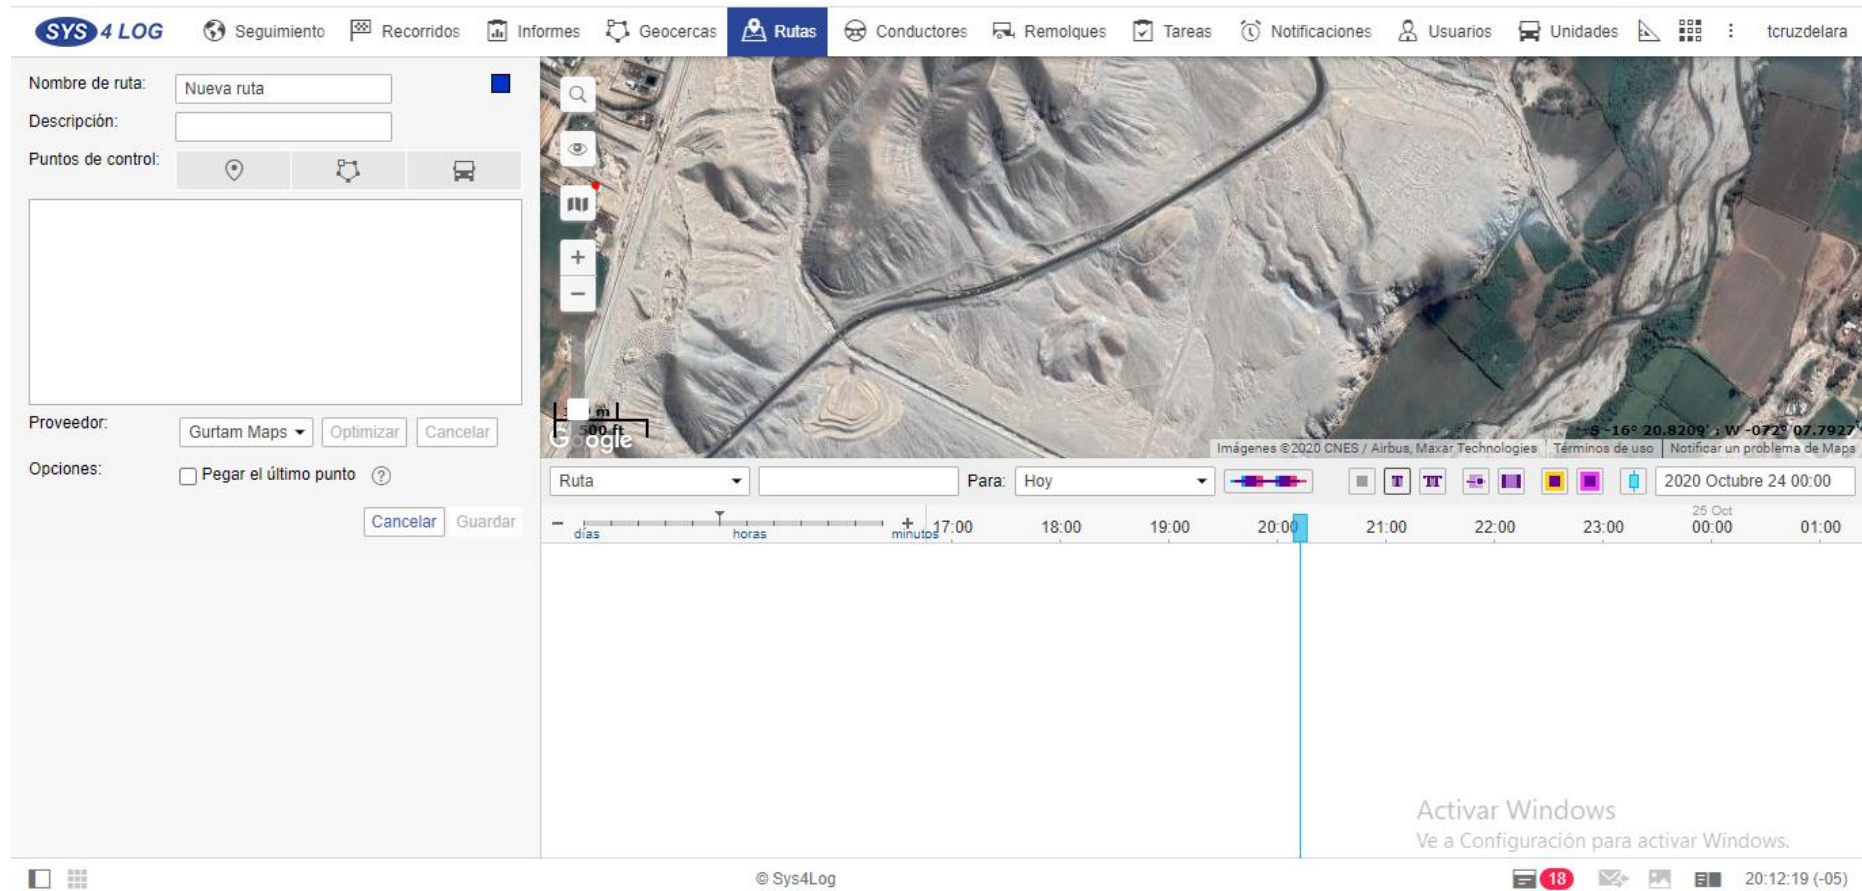 SYS 4 LOG Seguimiento Recorridos Informes Geocercas Rutas Conductores Remolques Tareas Notificaciones Usuarios Unidades tcruzdelara
Nombre de ruta: Nueva ruta
Descripción:
Puntos de control:
Proveedor: Gurtam Maps Optimizar Cancelar
Opciones: Pegar el último punto ?
Cancelar Guardar
500 ft
Google
S -16° 20.8209' : W -072° 07.7927'
Imágenes ©2020 CNES / Airbus, Maxar Technologies Términos de uso Notificar un problema de Maps
Ruta Para: Hoy T TT 2020 Octubre 24 00:00
25 Oct
días horas minutos 17:00 18:00 19:00 20:00 21:00 22:00 23:00 00:00 01:00
Activar Windows
Ve a Configuración para activar Windows.
© Sys4Log 18 20:12:19 (-05)